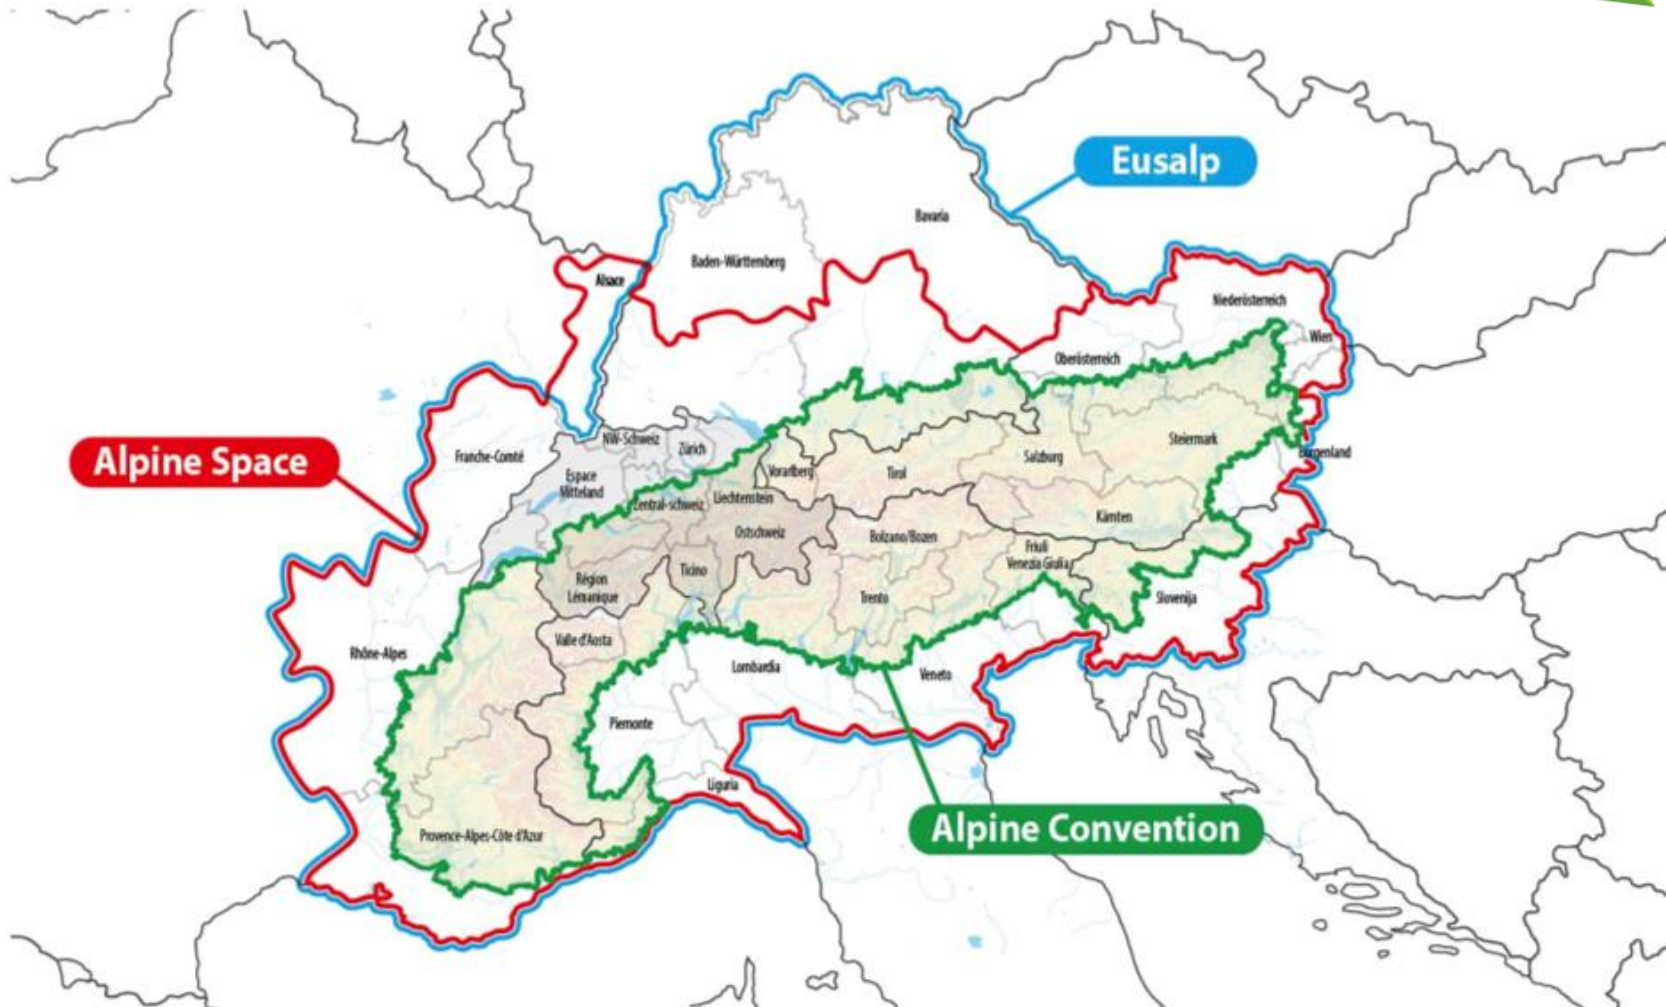 Eusalp
Bavaria
Baden-Württemberg
Alsace
Niederösterreich
Wien
Oberösterreich
Alpine Space
Franche-Comté
NW-Schweiz
Zürich
Steiermark
Burgenland
Espace
Mitteland
Vorarlberg
Tirol
Salzburg
Zentral-schweiz
Liechtenstein
Ostschweiz
Kärnten
Bolzano/Bozen
Friuli
Venezia Giulia
Région
Lémanique
Ticino
Trento
Slovenija
Valle d'Aosta
Rhône-Alpes
Lombardia
Veneto
Piemonte
Liguria
Provence-Alpes-Côte d'Azur
Alpine Convention